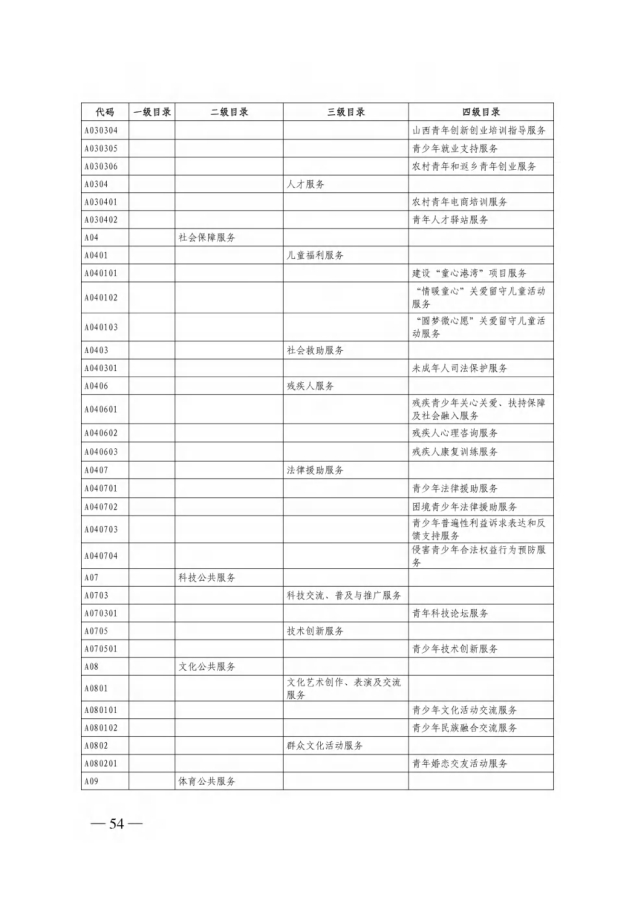 代码 一级目录 二级目录 三级目录 四级目录
A030304 山西青年创新创业培训指导服务
A030305 青少年就业支持服务
A030306 农村青年和返乡青年创业服务
A0304 人才服务
A030401 农村青年电商培训服务
A030402 青年人才驿站服务
A04 社会保障服务
A0401 儿童福利服务
A040101 建设“童心港湾”项目服务
A040102 “情暖童心”关爱留守儿童活动
服务
A040103 “圆梦微心愿”关爱留守儿童活
动服务
A0403 社会救助服务
A040301 未成年人司法保护服务
A0406 残疾人服务
A040601 残疾青少年关心关爱、扶持保障
及社会融入服务
A040602 残疾人心理咨询服务
A040603 残疾人康复训练服务
A0407 法律援助服务
A040701 青少年法律援助服务
A040702 困境青少年法律援助服务
A040703 青少年普遍性利益诉求表达和反
馈支持服务
A040704 侵害青少年合法权益行为预防服
务
A07 科技公共服务
A0703 科技交流、普及与推广服务
A070301 青年科技论坛服务
A0705 技术创新服务
A070501 青少年技术创新服务
A08 文化公共服务
A0801 文化艺术创作、表演及交流
服务
A080101 青少年文化活动交流服务
A080102 青少年民族融合交流服务
A0802 群众文化活动服务
A080201 青年婚恋交友活动服务
A09 体育公共服务
— 54 —